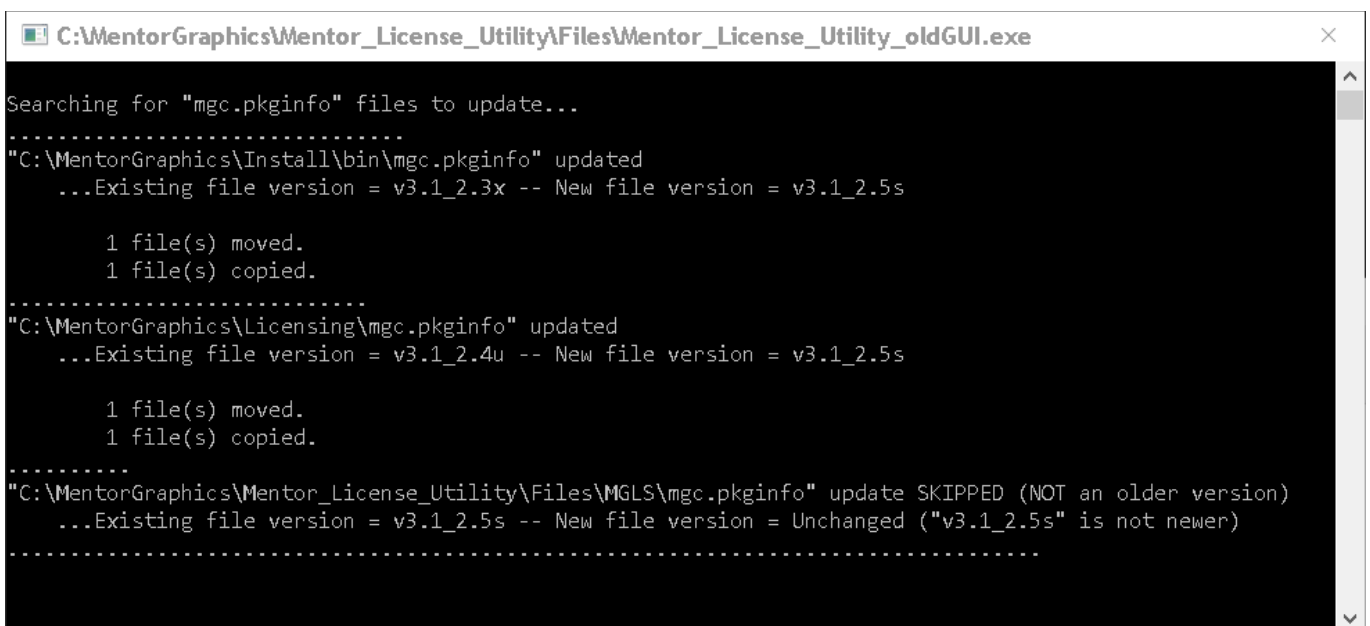 C:\MentorGraphics\Mentor_License_Utility\Files\Mentor_License_Utility_oldGUI.exe
Searching for "mgc.pkginfo" files to update...
................................
"C:\MentorGraphics\Install\bin\mgc.pkginfo" updated
...Existing file version = v3.1_2.3x -- New file version = v3.1_2.5s
1 file(s) moved.
1 file(s) copied.
.............................
"C:\MentorGraphics\Licensing\mgc.pkginfo" updated
...Existing file version = v3.1_2.4u -- New file version = v3.1_2.5s
1 file(s) moved.
1 file(s) copied.
..........
"C:\MentorGraphics\Mentor_License_Utility\Files\MGLS\mgc.pkginfo" update SKIPPED (NOT an older version)
...Existing file version = v3.1_2.5s -- New file version = Unchanged ("v3.1_2.5s" is not newer)
...................................................................................